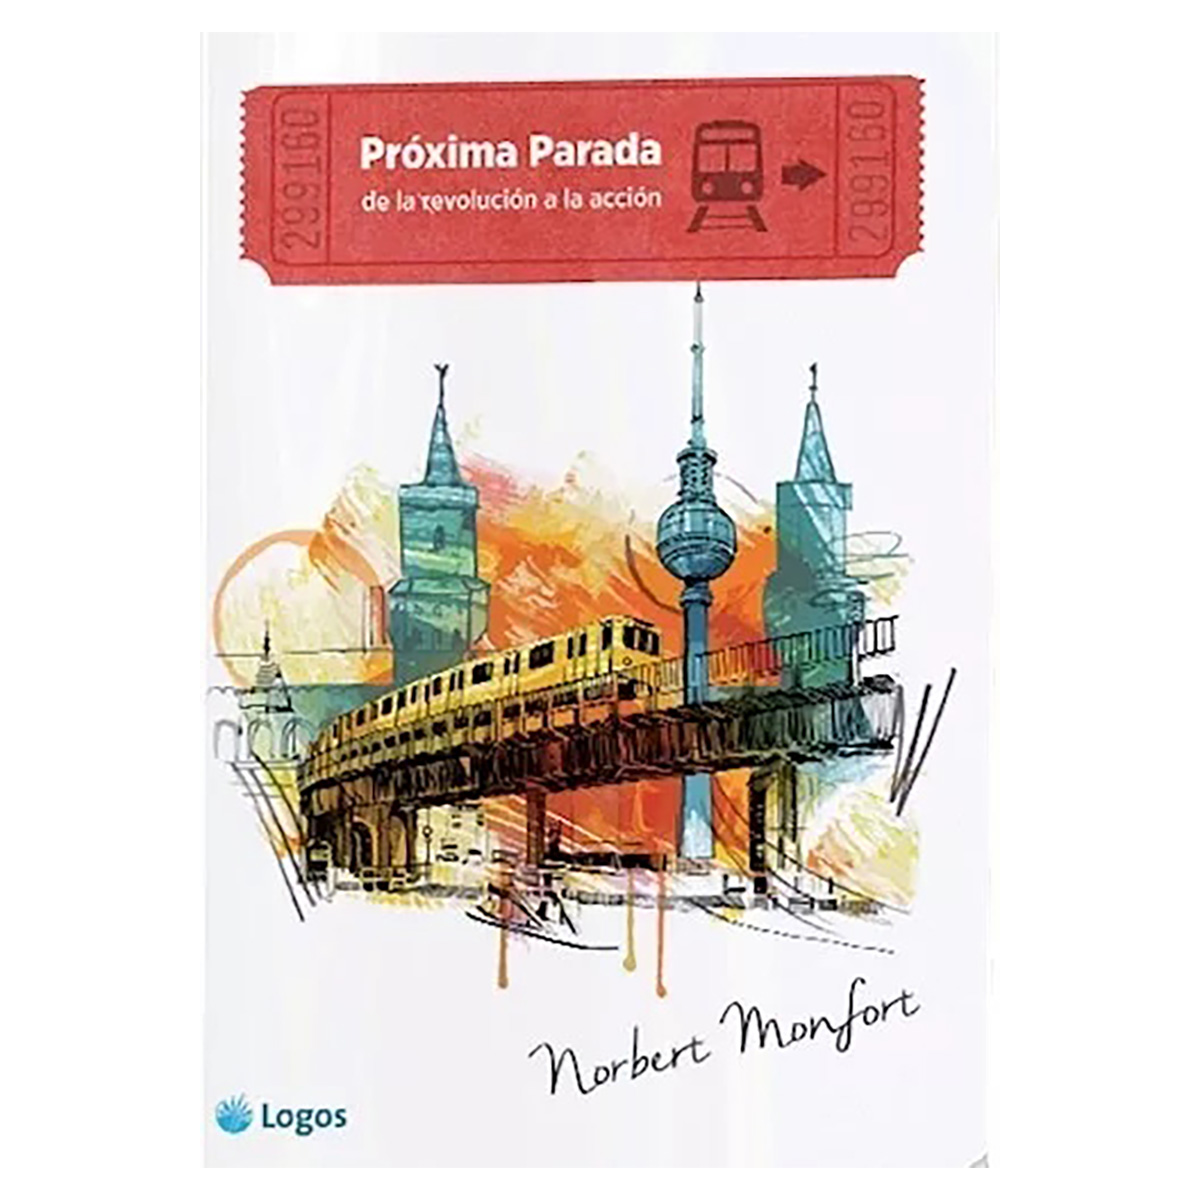 299160
Próxima Parada
de la revolución a la acción
299160
Norbert Monfort
Logos